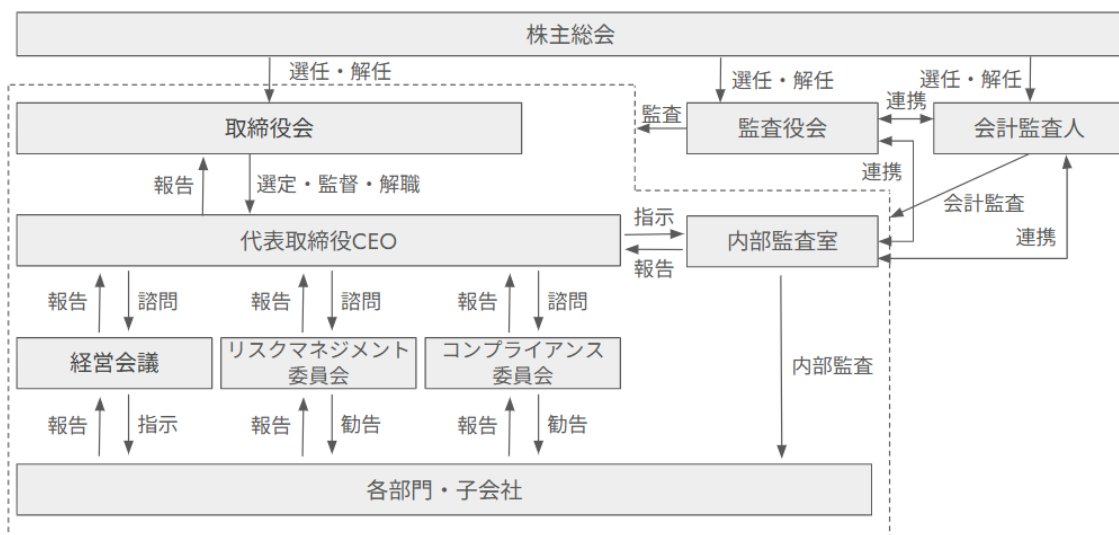 株主総会
選任・解任
選任・解任
選任・解任
取締役会
監査
監査役会
連携
会計監査人
報告
選定・監督・解職
連携
会計監査
代表取締役CEO
指示
報告
内部監査室
連携
報告
諮問
報告
諮問
報告
諮問
経営会議
リスクマネジメント
委員会
コンプライアンス
委員会
内部監査
報告
指示
報告
勧告
報告
勧告
各部門・子会社